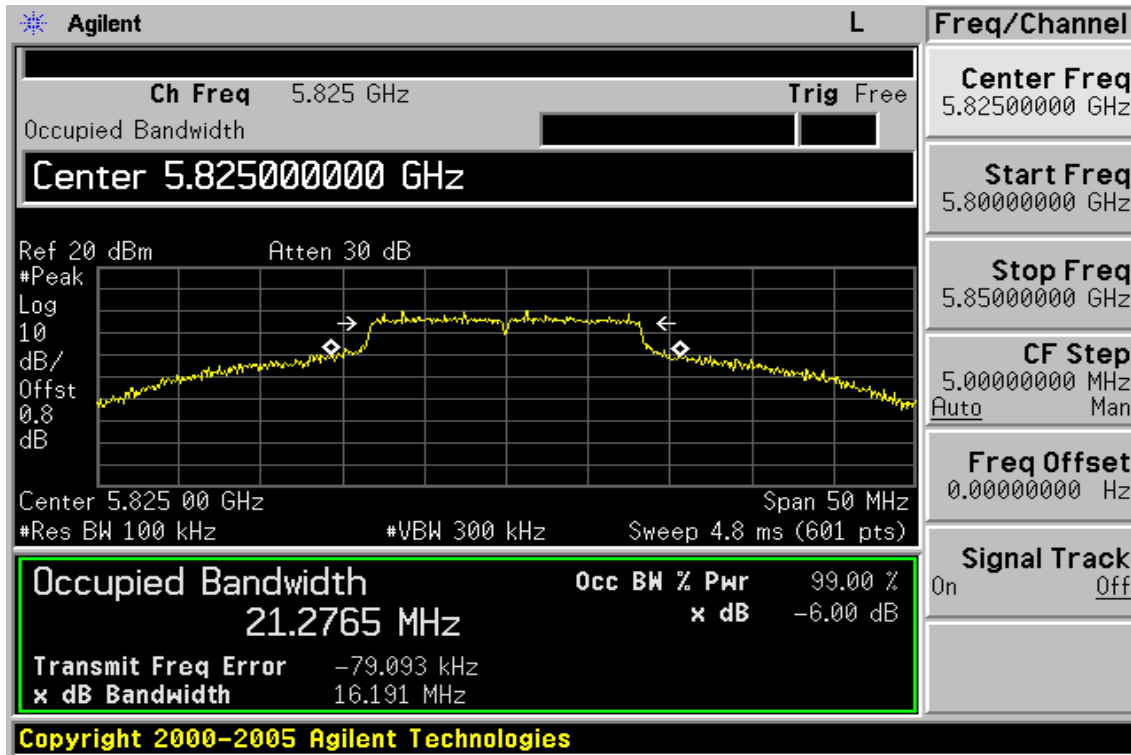 Agilent L Freq/Channel
Ch Freq 5.825 GHz Trig Free
Occupied Bandwidth
Center 5.825000000 GHz
Ref 20 dBm Atten 30 dB
#Peak
Log
10
dB/
Offst
0.8
dB
Center 5.825 00 GHz Span 50 MHz
#Res BW 100 kHz #VBW 300 kHz Sweep 4.8 ms (601 pts)
Occupied Bandwidth Occ BW % Pwr 99.00 %
21.2765 MHz x dB -6.00 dB
Transmit Freq Error -79.093 kHz
x dB Bandwidth 16.191 MHz
Copyright 2000-2005 Agilent Technologies
Center Freq
5.82500000 GHz
Start Freq
5.80000000 GHz
Stop Freq
5.85000000 GHz
CF Step
5.00000000 MHz
Auto Man
Freq Offset
0.00000000 Hz
Signal Track
On Off